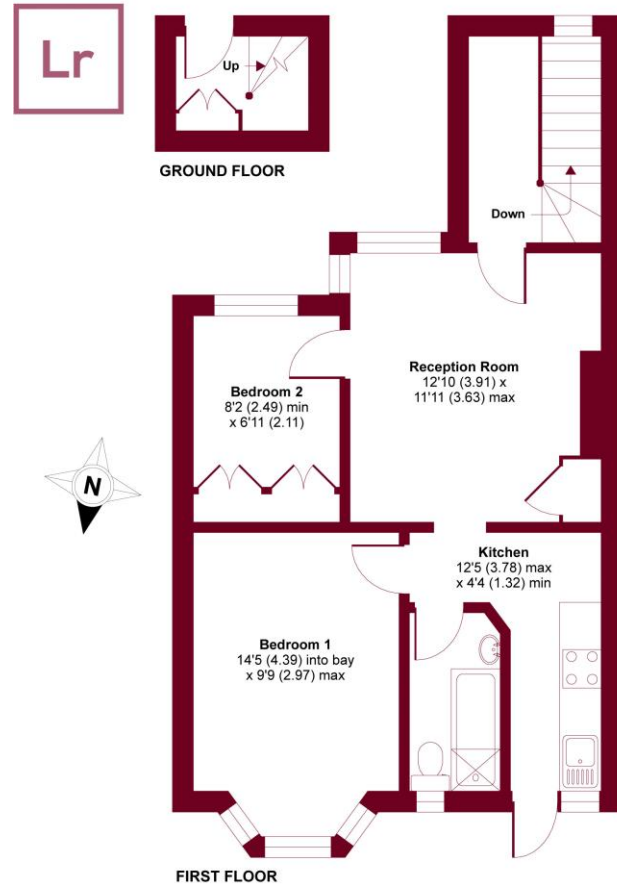 Lr
Up
GROUND FLOOR
Down
Reception Room
12'10 (3.91) x
11'11 (3.63) max
Bedroom 2
8'2 (2.49) min
x 6'11 (2.11)
N
Kitchen
12'5 (3.78) max
x 4'4 (1.32) min
Bedroom 1
14'5 (4.39) into bay
x 9'9 (2.97) max
FIRST FLOOR